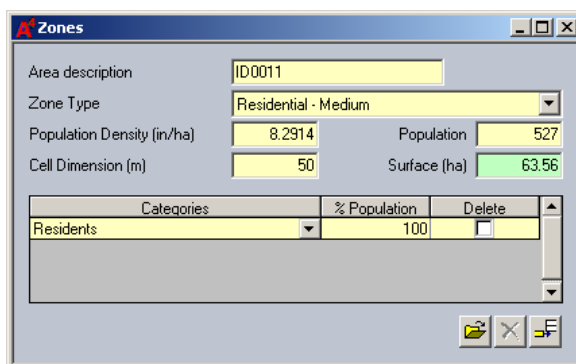 A4 Zones
Area description ID0011
Zone Type Residential - Medium
Population Density (in/ha) 8.2914 Population 527
Cell Dimension (m) 50 Surface (ha) 63.56
Categories % Population Delete
Residents 100